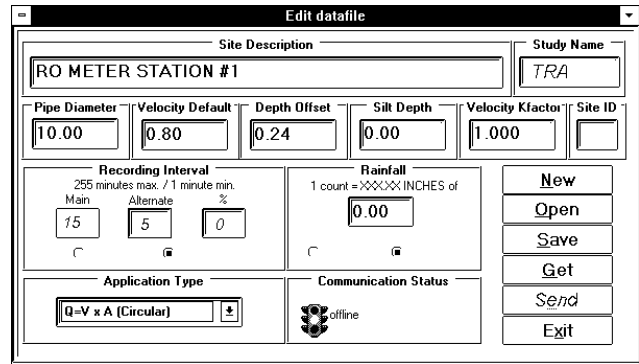 Edit datafile
Site Description
Study Name
RO METER STATION #1
TRA
Pipe Diameter
Velocity Default
Depth Offset
Silt Depth
Velocity Kfactor
Site ID
10.00
0.80
0.24
0.00
1.000
Recording Interval
255 minutes max. / 1 minute min.
Main
Alternate
%
15
5
0
Rainfall
1 count = XXX.XX INCHES of
0.00
New
Open
Save
Get
Send
Exit
Application Type
Q=V x A (Circular)
Communication Status
offline